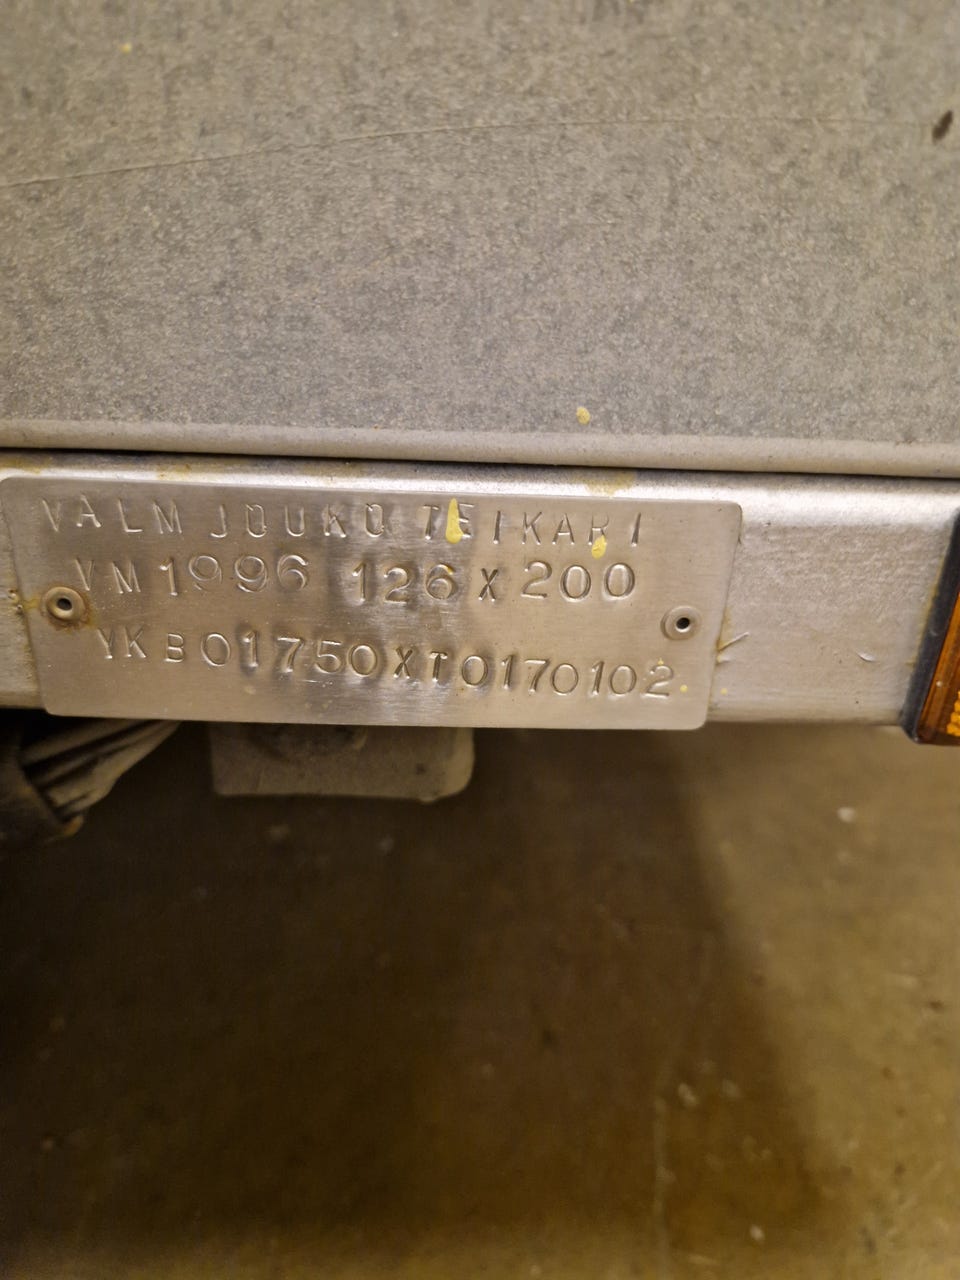 VALM JOUKO TEIKARI
VM 1996 126 X 200
YKB01750XT0170102